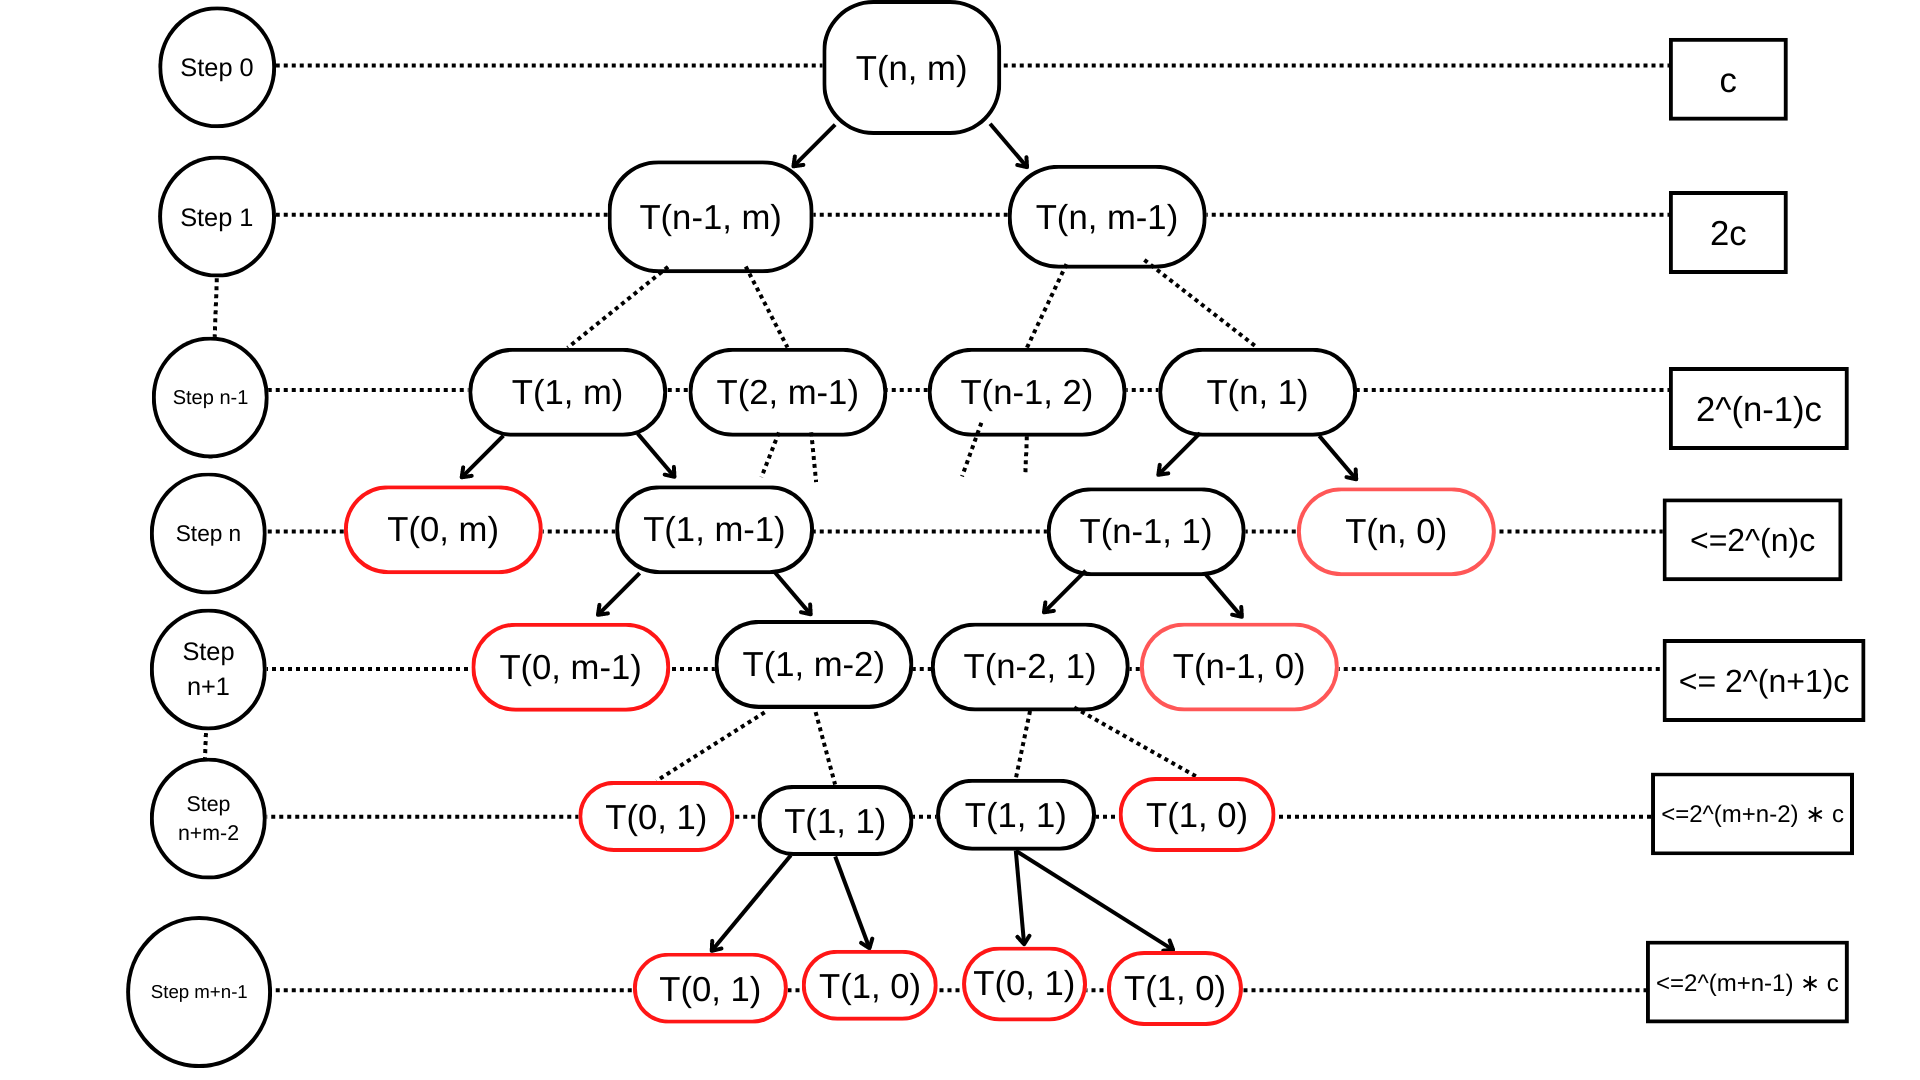 Step 0
T(n, m)
c
Step 1
T(n-1, m)
T(n, m-1)
2c
Step n-1
T(1, m)
T(2, m-1)
T(n-1, 2)
T(n, 1)
2^(n-1)c
Step n
T(0, m)
T(1, m-1)
T(n-1, 1)
T(n, 0)
<=2^(n)c
Step
n+1
T(0, m-1)
T(1, m-2)
T(n-2, 1)
T(n-1, 0)
<= 2^(n+1)c
Step
n+m-2
T(0, 1)
T(1, 1)
T(1, 1)
T(1, 0)
<=2^(m+n-2) ∗ c
Step m+n-1
T(0, 1)
T(1, 0)
T(0, 1)
T(1, 0)
<=2^(m+n-1) ∗ c